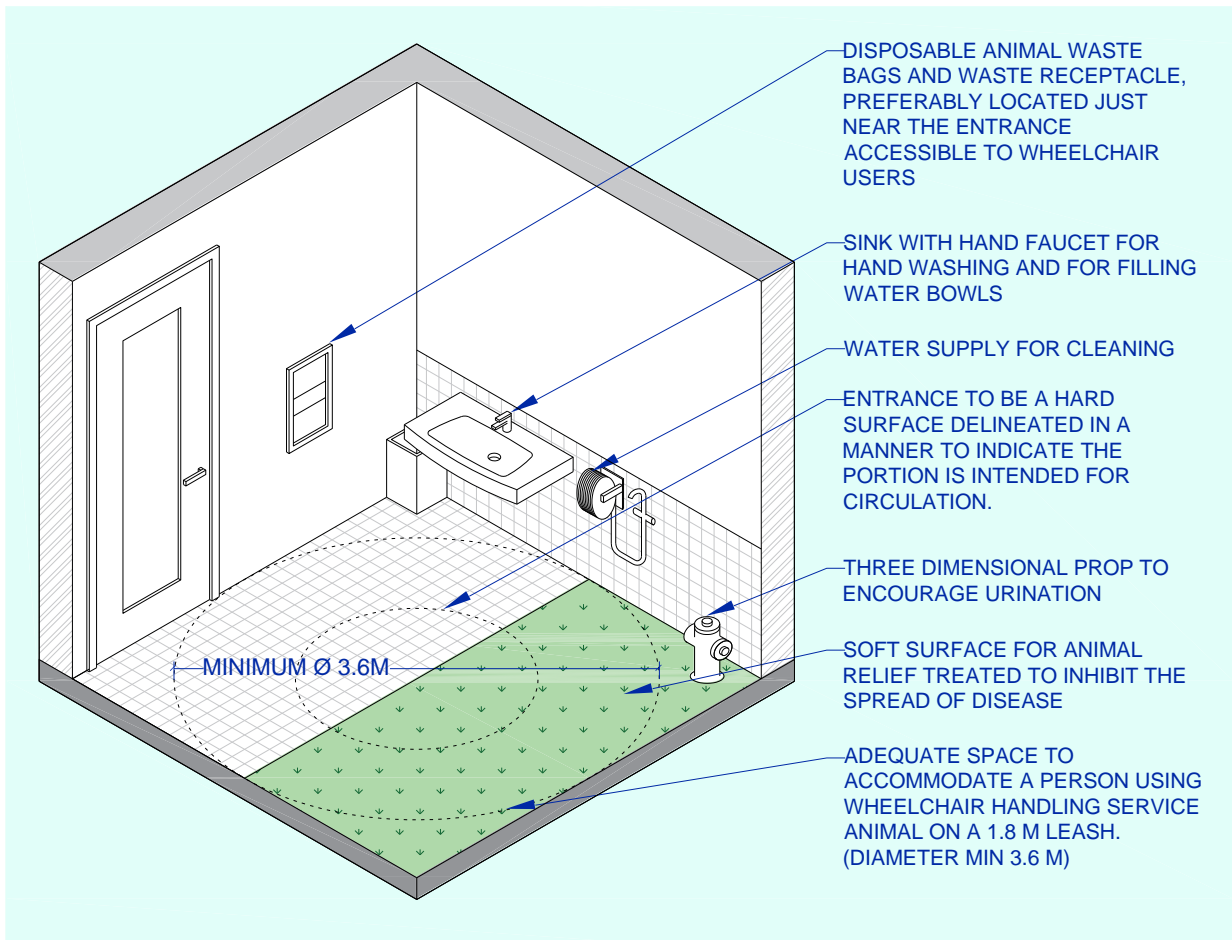 DISPOSABLE ANIMAL WASTE
BAGS AND WASTE RECEPTACLE,
PREFERABLY LOCATED JUST
NEAR THE ENTRANCE
ACCESSIBLE TO WHEELCHAIR
USERS
SINK WITH HAND FAUCET FOR
HAND WASHING AND FOR FILLING
WATER BOWLS
WATER SUPPLY FOR CLEANING
ENTRANCE TO BE A HARD
SURFACE DELINEATED IN A
MANNER TO INDICATE THE
PORTION IS INTENDED FOR
CIRCULATION.
THREE DIMENSIONAL PROP TO
ENCOURAGE URINATION
SOFT SURFACE FOR ANIMAL
RELIEF TREATED TO INHIBIT THE
SPREAD OF DISEASE
MINIMUM Ø 3.6M
ADEQUATE SPACE TO
ACCOMMODATE A PERSON USING
WHEELCHAIR HANDLING SERVICE
ANIMAL ON A 1.8 M LEASH.
(DIAMETER MIN 3.6 M)